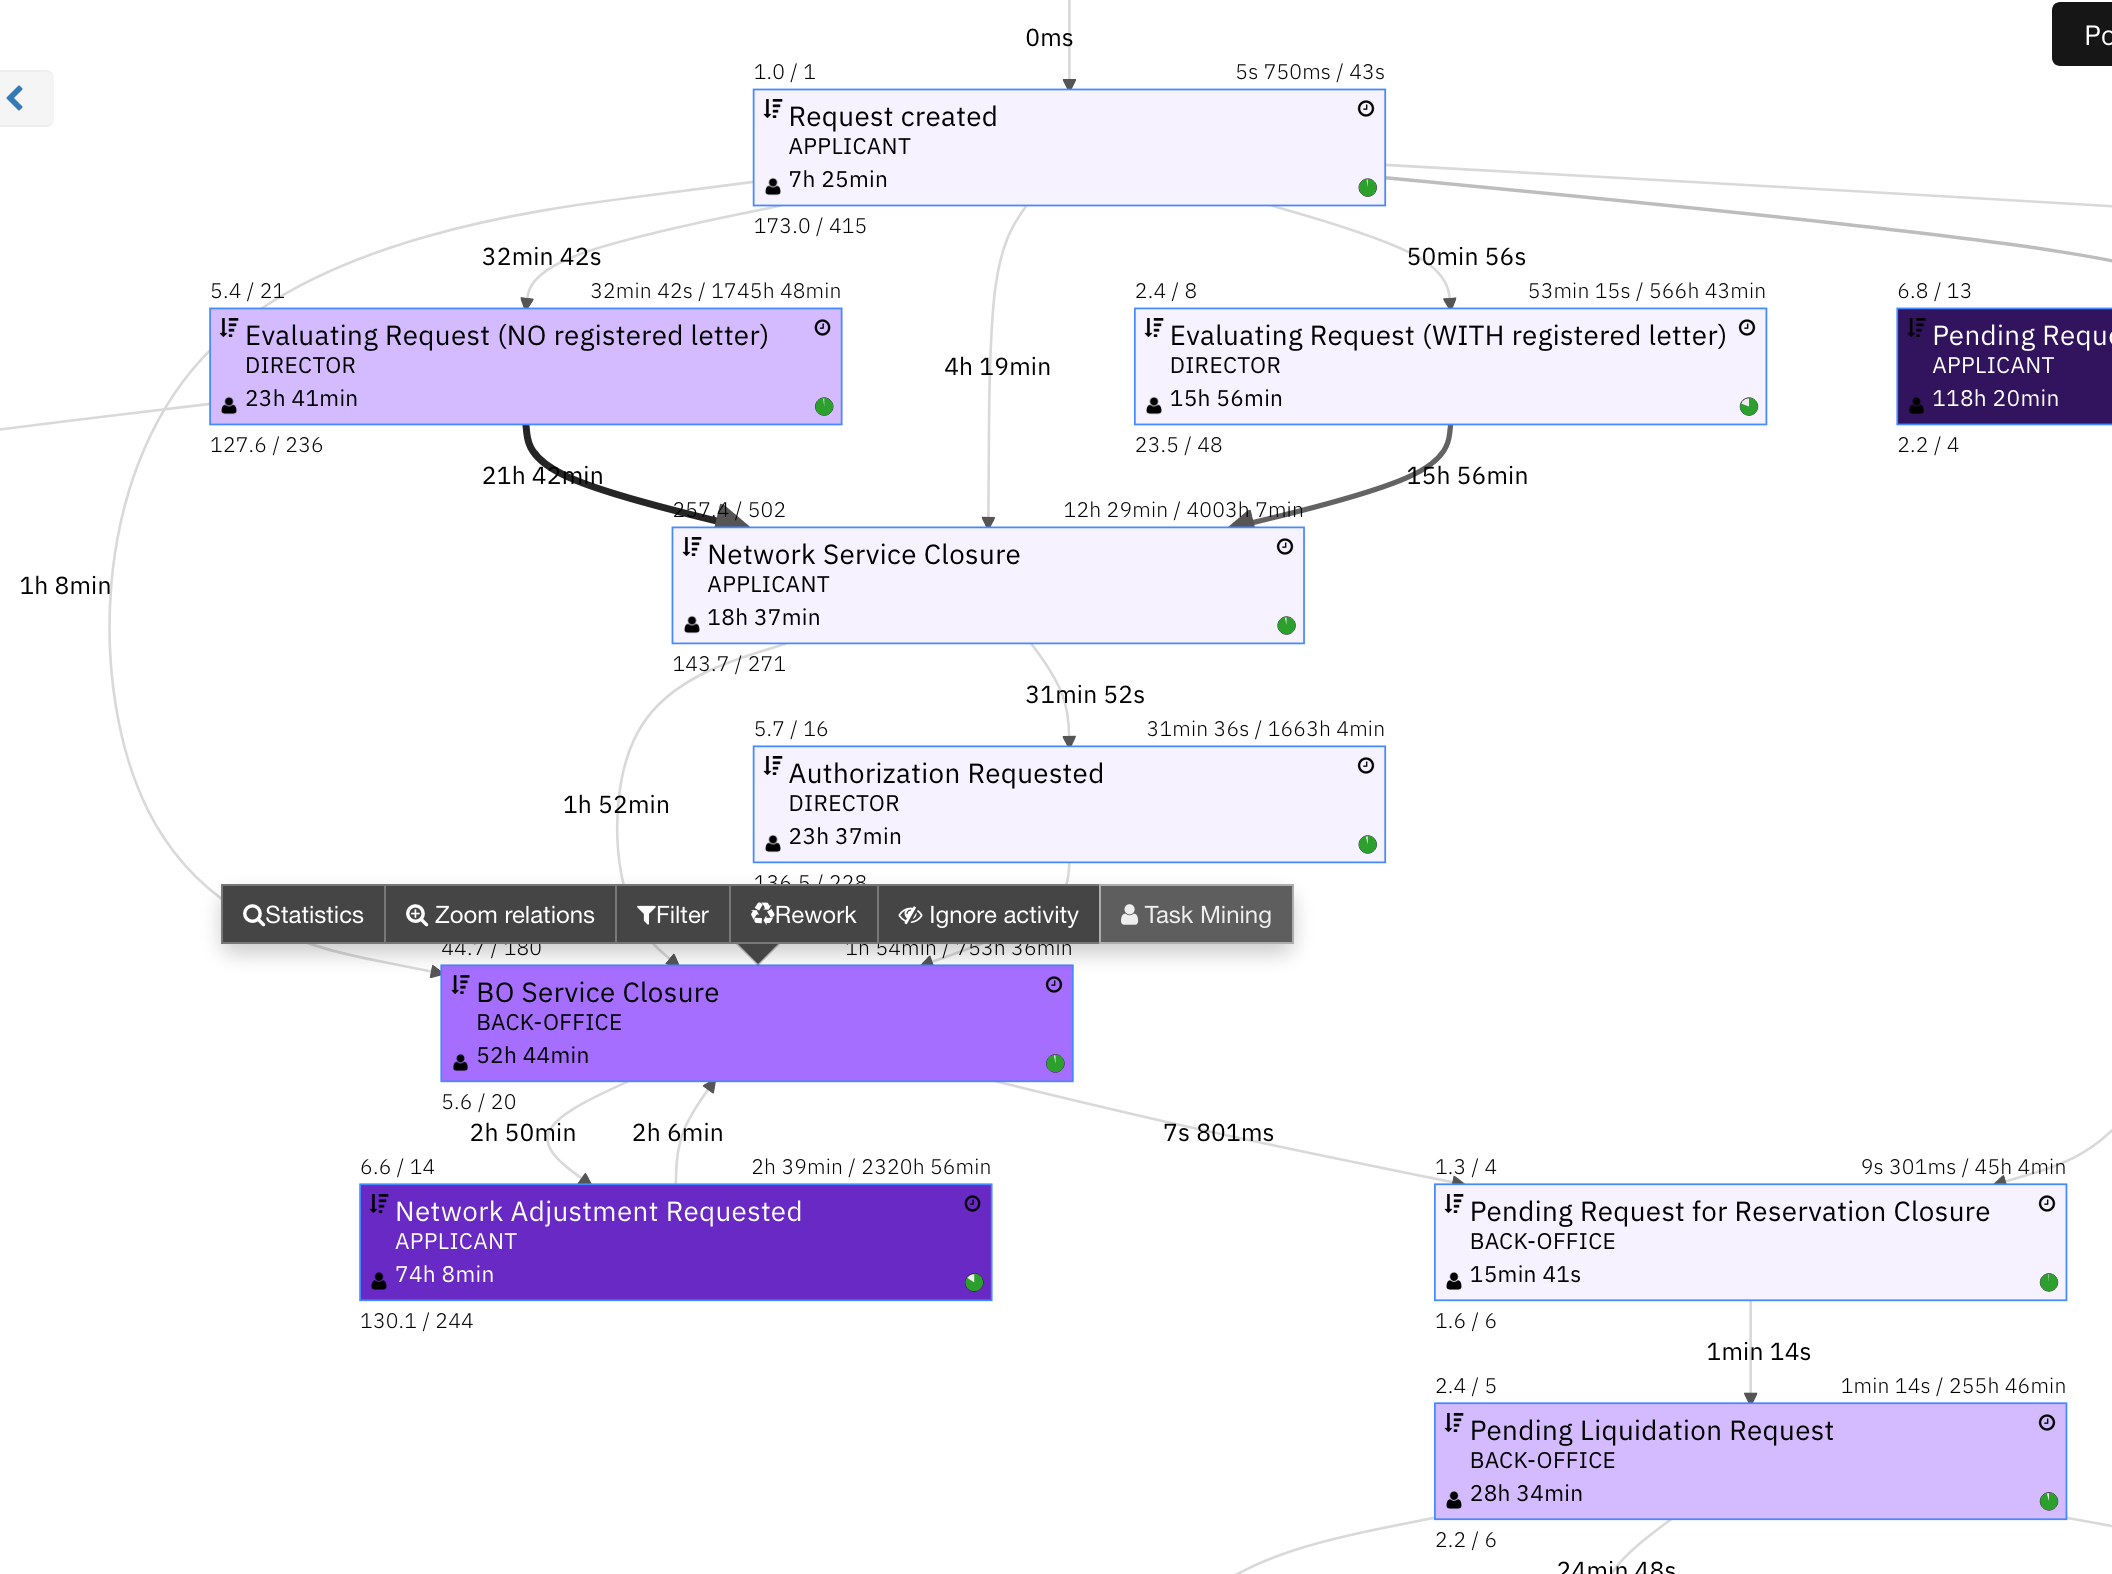 0ms
Po
1.0 / 1
5s 750ms / 43s
Request created
APPLICANT
7h 25min
173.0 / 415
32min 42s
50min 56s
5.4 / 21
32min 42s / 1745h 48min
Evaluating Request (NO registered letter)
DIRECTOR
23h 41min
127.6 / 236
4h 19min
2.4 / 8
53min 15s / 566h 43min
Evaluating Request (WITH registered letter)
DIRECTOR
15h 56min
23.5 / 48
6.8 / 13
Pending Reque
APPLICANT
118h 20min
2.2 / 4
21h 42min
15h 56min
257.4 / 502
12h 29min / 4003h 7min
Network Service Closure
APPLICANT
18h 37min
143.7 / 271
1h 8min
31min 52s
5.7 / 16
31min 36s / 1663h 4min
Authorization Requested
DIRECTOR
23h 37min
136.5 / 228
1h 52min
Statistics
Zoom relations
Filter
Rework
Ignore activity
Task Mining
44.7 / 180
1h 54min / 753h 36min
BO Service Closure
BACK-OFFICE
52h 44min
5.6 / 20
2h 50min
2h 6min
7s 801ms
6.6 / 14
2h 39min / 2320h 56min
Network Adjustment Requested
APPLICANT
74h 8min
130.1 / 244
1.3 / 4
9s 301ms / 45h 4min
Pending Request for Reservation Closure
BACK-OFFICE
15min 41s
1.6 / 6
1min 14s
2.4 / 5
1min 14s / 255h 46min
Pending Liquidation Request
BACK-OFFICE
28h 34min
2.2 / 6
24min 48s